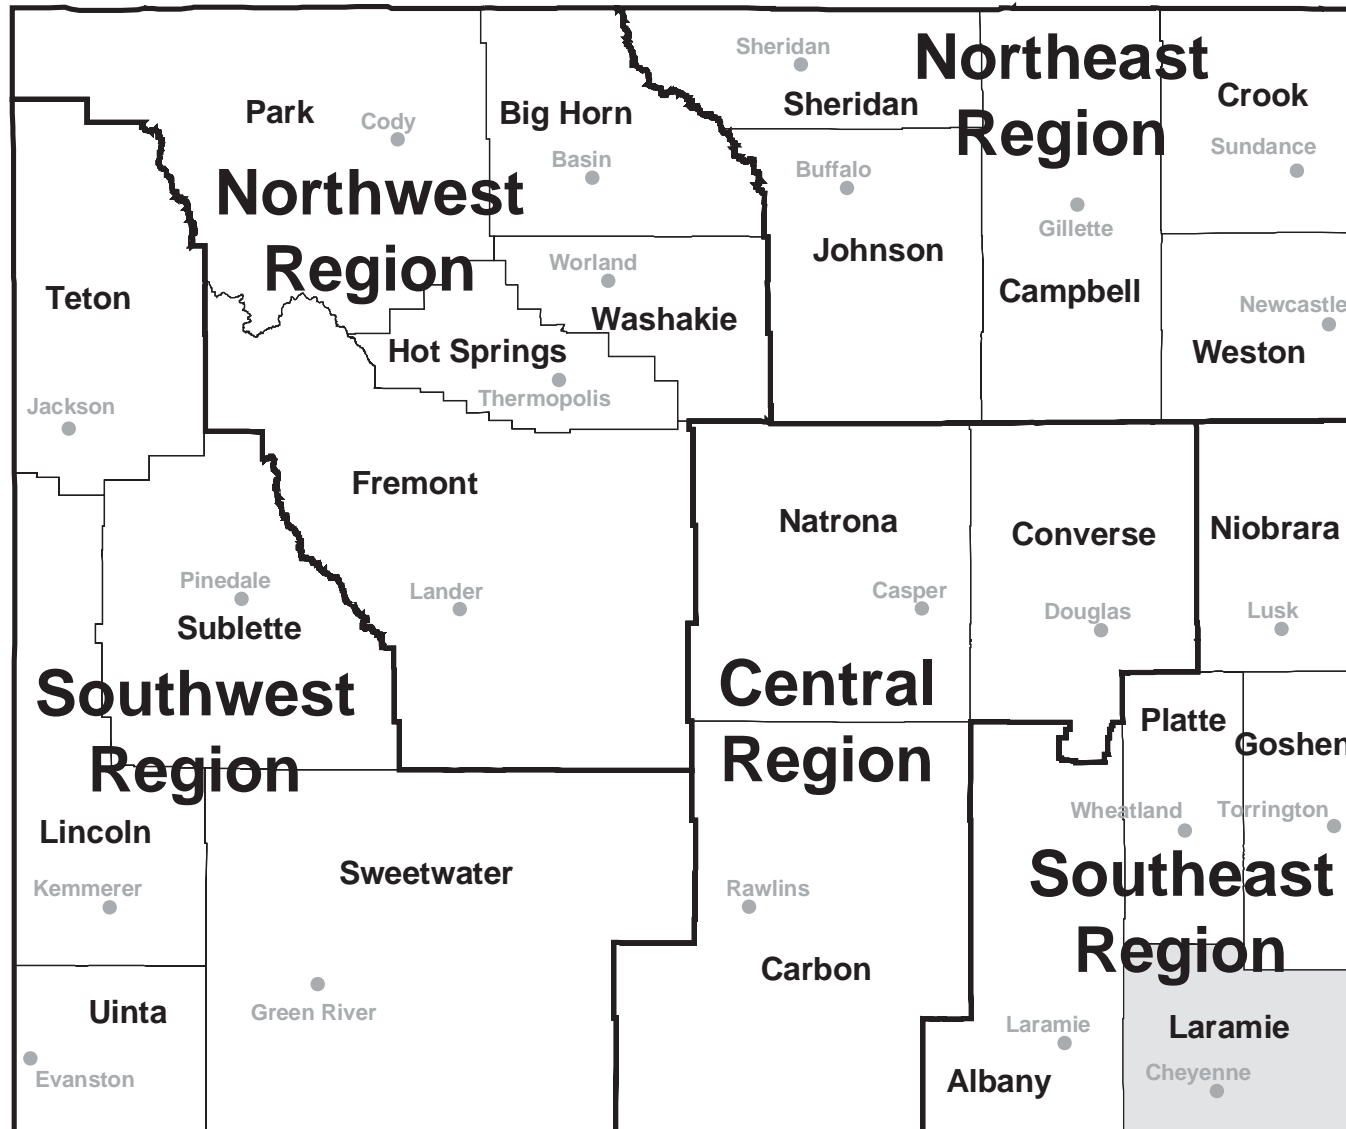 Sheridan
Northeast
Region
Crook
Sundance
Sheridan
Park
Cody
Big Horn
Basin
Buffalo
Northwest
Region
Gillette
Johnson
Worland
Teton
Campbell
Newcastle
Washakie
Hot Springs
Weston
Thermopolis
Jackson
Fremont
Natrona
Converse
Niobrara
Pinedale
Lander
Casper
Douglas
Lusk
Sublette
Southwest
Region
Central
Region
Platte
Goshen
Wheatland
Torrington
Lincoln
Sweetwater
Southeast
Region
Kemmerer
Rawlins
Carbon
Uinta
Green River
Laramie
Laramie
Evanston
Albany
Cheyenne